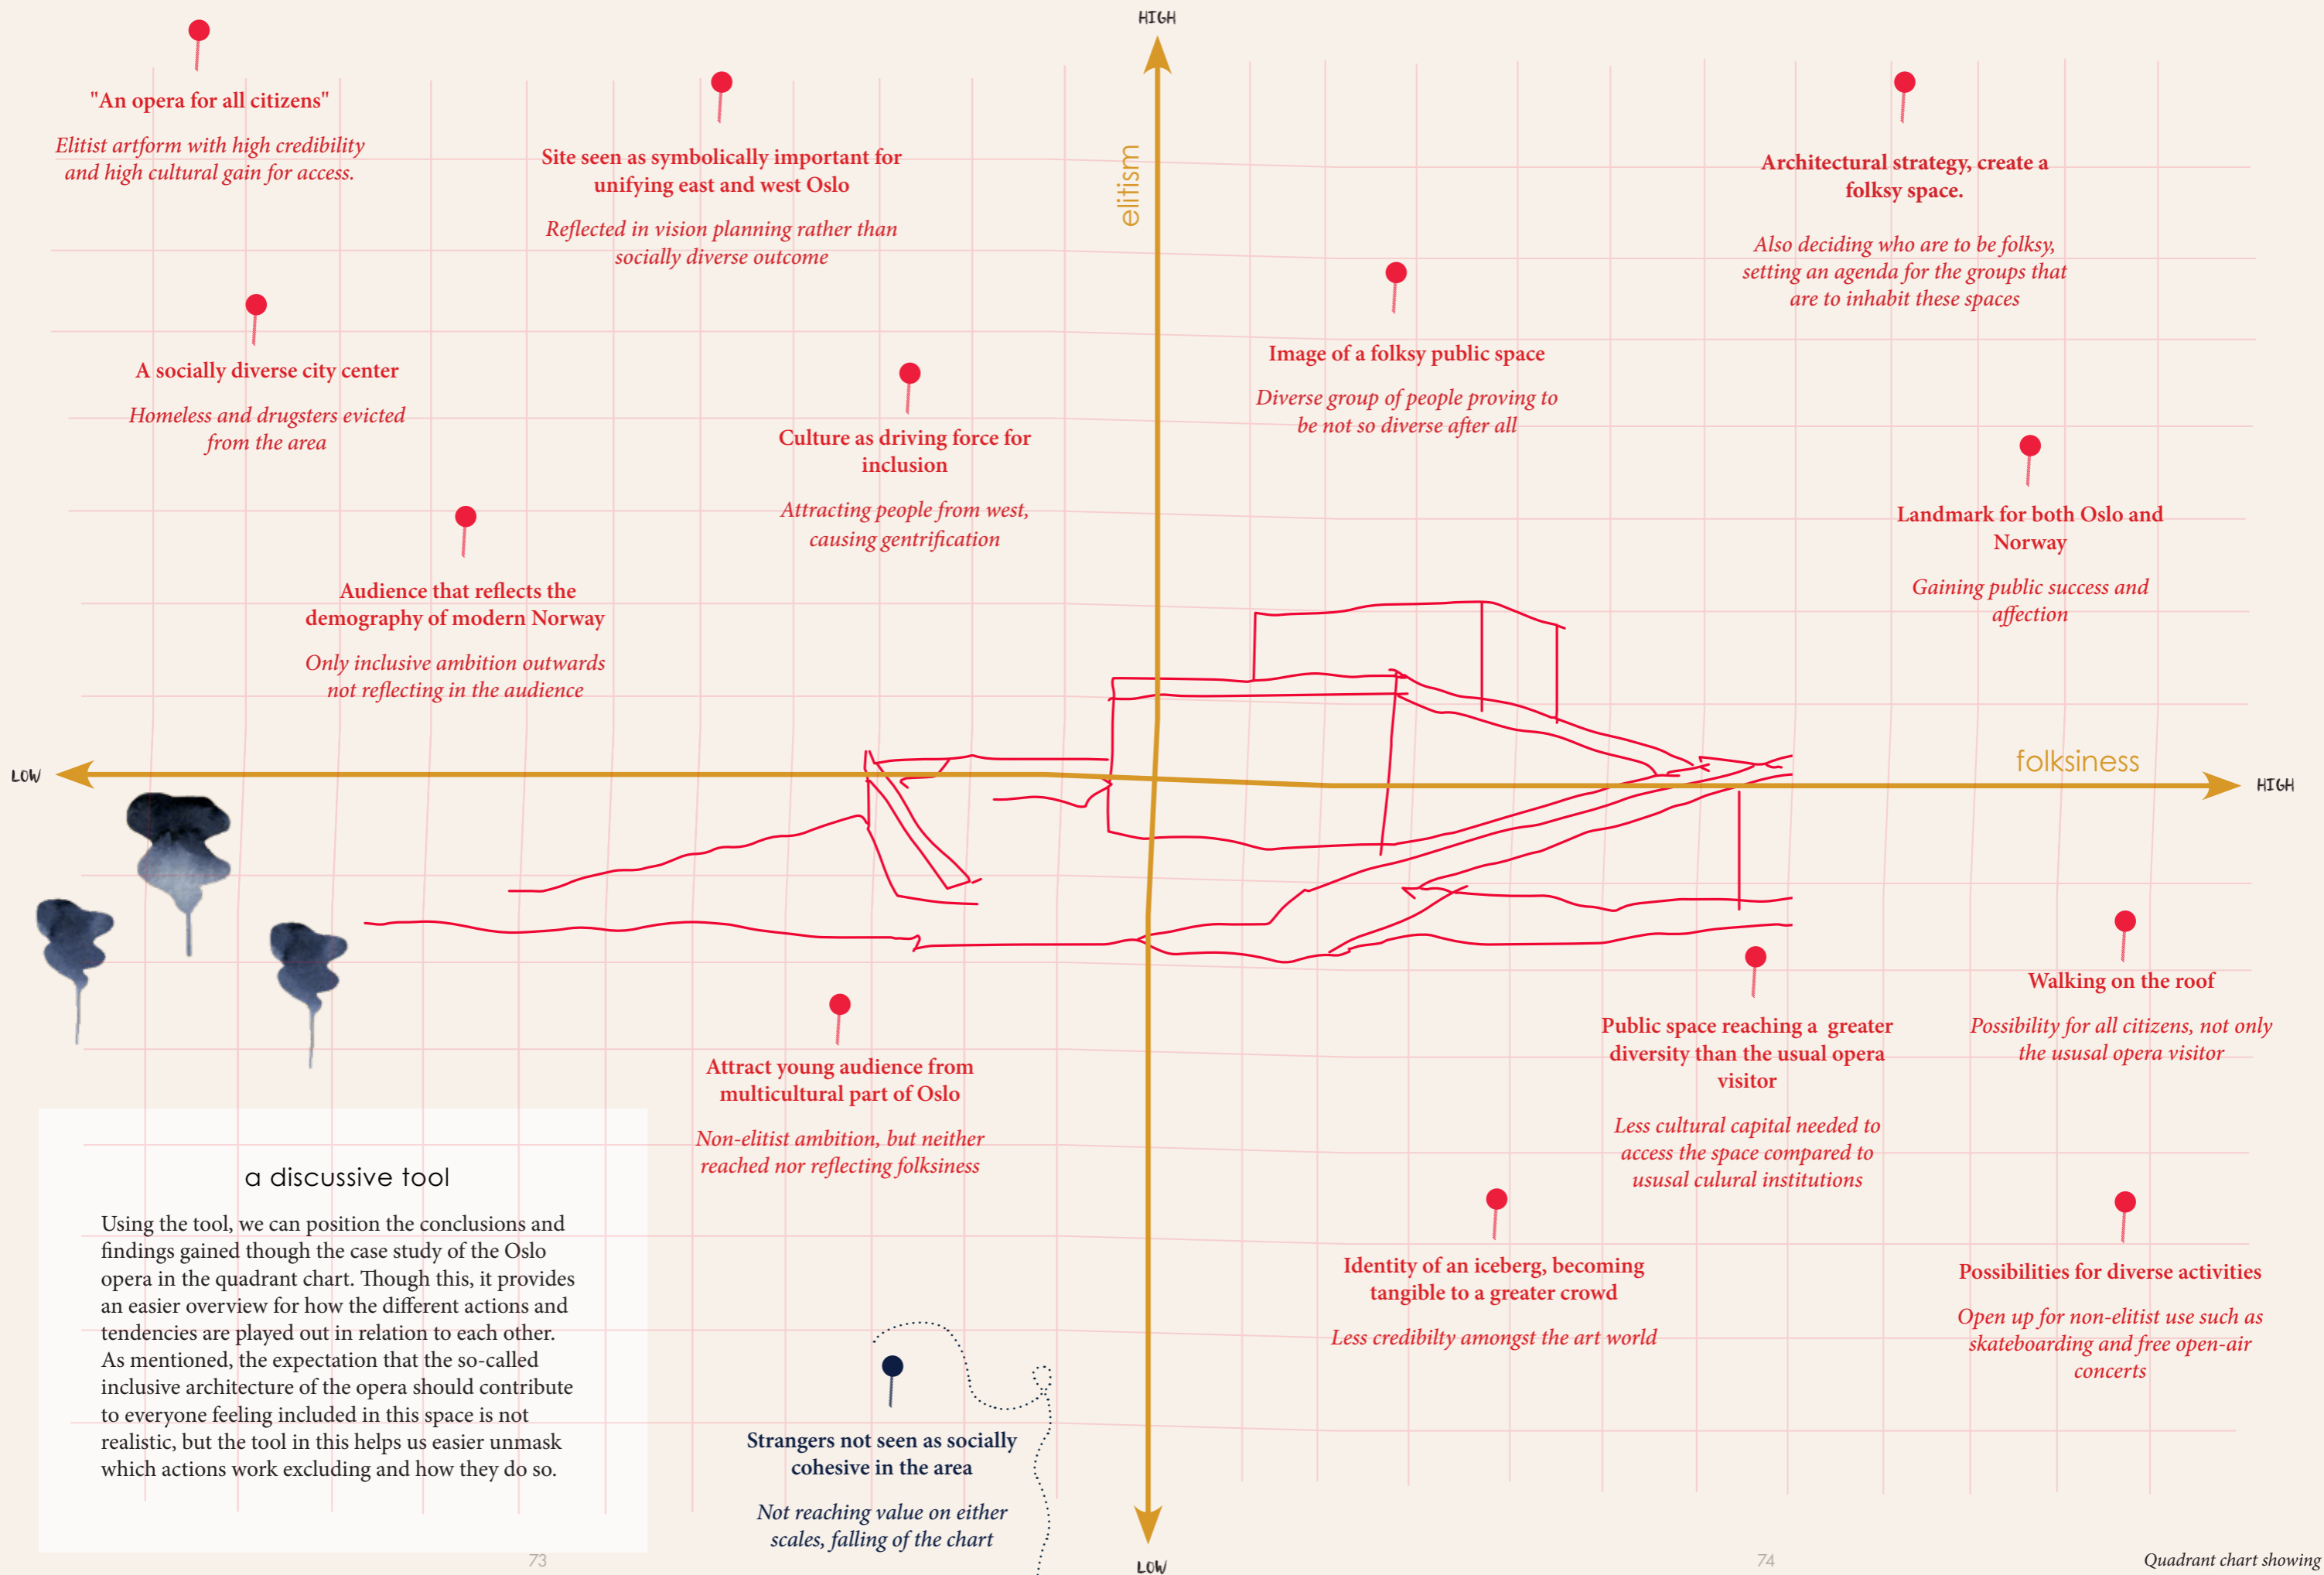 HIGH
elitism
"An opera for all citizens"
Elitist artform with high credibility
and high cultural gain for access.
Site seen as symbolically important for
unifying east and west Oslo
Reflected in vision planning rather than
socially diverse outcome
Architectural strategy, create a
folksy space.
Also deciding who are to be folksy,
setting an agenda for the groups that
are to inhabit these spaces
A socially diverse city center
Homeless and drugsters evicted
from the area
Culture as driving force for
inclusion
Attracting people from west,
causing gentrification
Image of a folksy public space
Diverse group of people proving to
be not so diverse after all
Landmark for both Oslo and
Norway
Gaining public success and
affection
Audience that reflects the
demography of modern Norway
Only inclusive ambition outwards
not reflecting in the audience
LOW
folksiness
HIGH
Attract young audience from
multicultural part of Oslo
Non-elitist ambition, but neither
reached nor reflecting folksiness
Public space reaching a  greater
diversity than the usual opera
visitor
Less cultural capital needed to
access the space compared to
ususal culural institutions
Walking on the roof
Possibility for all citizens, not only
the ususal opera visitor
Identity of an iceberg, becoming
tangible to a greater crowd
Less credibilty amongst the art world
Possibilities for diverse activities
Open up for non-elitist use such as
skateboarding and free open-air
concerts
a discussive tool
Using the tool, we can position the conclusions and
findings gained though the case study of the Oslo
opera in the quadrant chart. Though this, it provides
an easier overview for how the different actions and
tendencies are played out in relation to each other.
As mentioned, the expectation that the so-called
inclusive architecture of the opera should contribute
to everyone feeling included in this space is not
realistic, but the tool in this helps us easier unmask
which actions work excluding and how they do so.
Strangers not seen as socially
cohesive in the area
Not reaching value on either
scales, falling of the chart
LOW
73
74
Quadrant chart showing